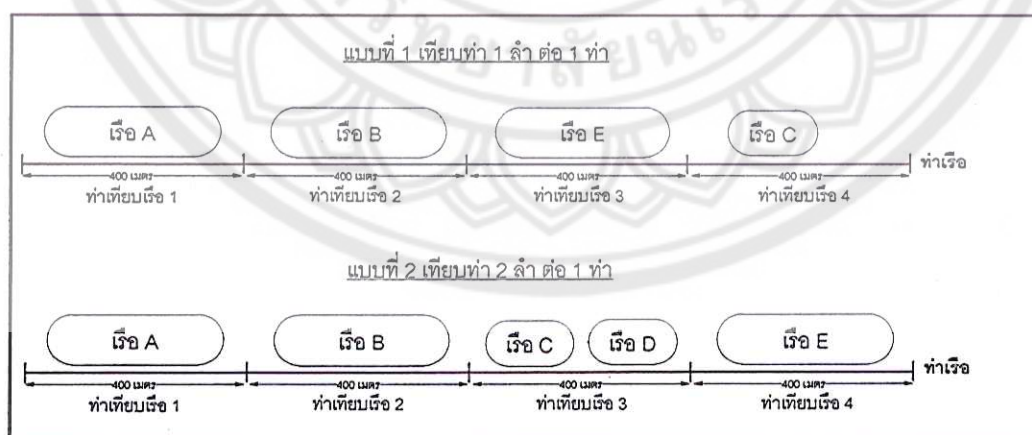 แบบที่ 1 เทียบท่า 1 ลำ ต่อ 1 ท่า
เรือ A เรือ B เรือ E เรือ C
ท่าเรือ
400 เมตร 400 เมตร 400 เมตร 400 เมตร
ท่าเทียบเรือ 1 ท่าเทียบเรือ 2 ท่าเทียบเรือ 3 ท่าเทียบเรือ 4
แบบที่ 2 เทียบท่า 2 ลำ ต่อ 1 ท่า
เรือ A เรือ B เรือ C เรือ D เรือ E
ท่าเรือ
400 เมตร 400 เมตร 400 เมตร 400 เมตร
ท่าเทียบเรือ 1 ท่าเทียบเรือ 2 ท่าเทียบเรือ 3 ท่าเทียบเรือ 4